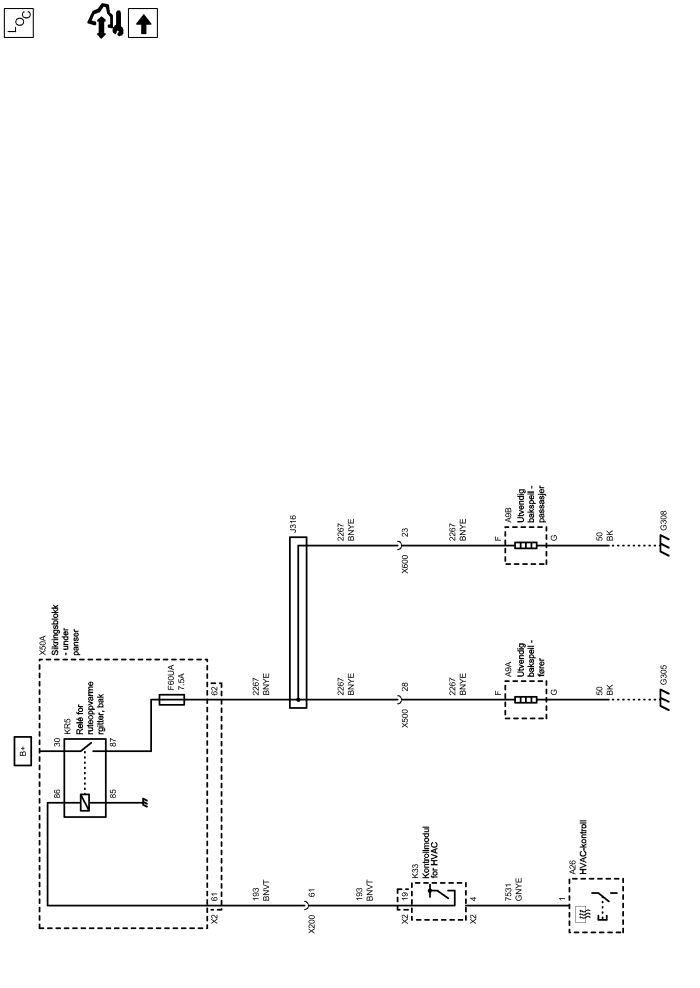 LOC
B+
X50A
Sikringsblokk
- under
panser
KR5
Relé for
ruteoppvarme
rgitter, bak
30
86
87
85
F60UA
7.5A
X2
61
62
193
BNVT
2267
BNYE
J316
X200
61
193
BNVT
2267
BNYE
2267
BNYE
X500
28
X600
23
2267
BNYE
2267
BNYE
X2
19
K33
Kontrollmodul
for HVAC
X2
4
7531
GNYE
1
A26
HVAC-kontroll
F
A9A
Utvendig
bakspeil -
fører
G
F
A9B
Utvendig
bakspeil -
passasjer
G
50
BK
50
BK
G305
G308